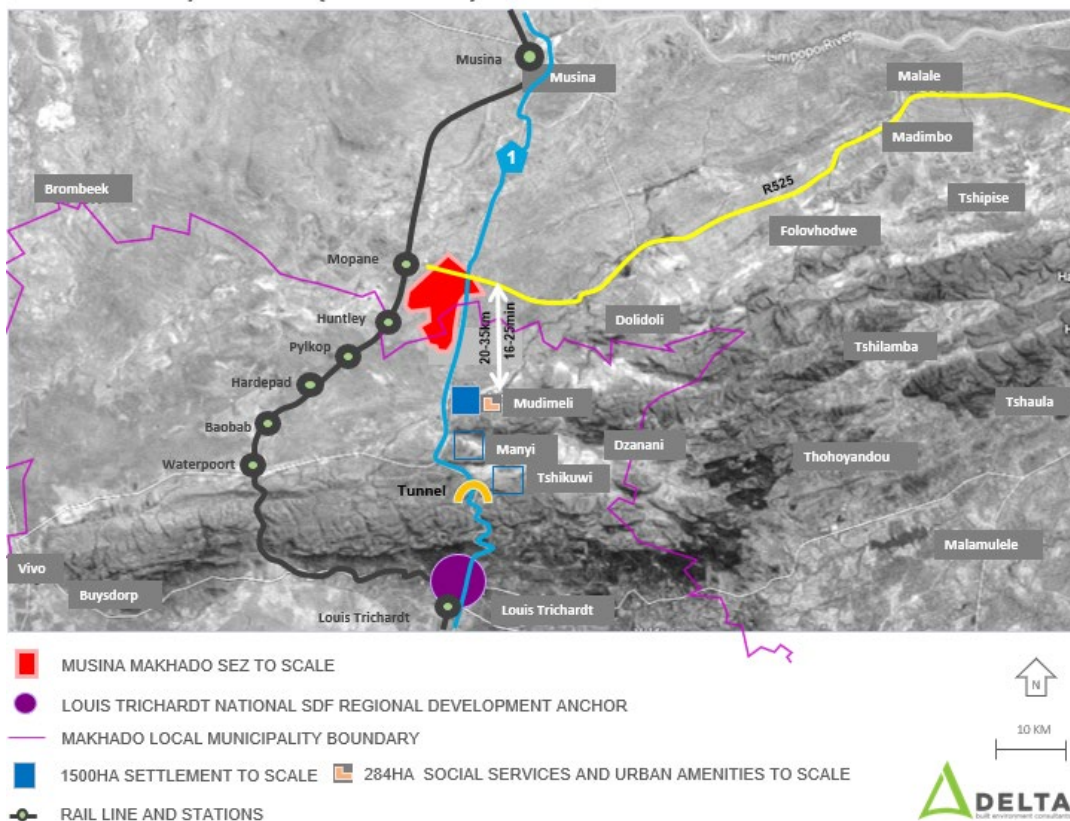 Musina
Musina
Limpopo River
Malale
Madimbo
1
Brombeek
R525
Tshipise
Folovhodwe
Mopane
Huntley
20-35km
16-25min
Dolidoli
Pylkop
Tshilamba
Hardepad
Mudimeli
Tshaula
Baobab
Manyi
Dzanani
Waterpoort
Thohoyandou
Tshikuwi
Tunnel
Malamulele
Vivo
Buysdorp
Louis Trichardt
Louis Trichardt
MUSINA MAKHADO SEZ TO SCALE
LOUIS TRICHARDT NATIONAL SDF REGIONAL DEVELOPMENT ANCHOR
N
MAKHADO LOCAL MUNICIPALITY BOUNDARY
10 KM
1500HA SETTLEMENT TO SCALE 284HA SOCIAL SERVICES AND URBAN AMENITIES TO SCALE
RAIL LINE AND STATIONS
DELTA
built environment consultants